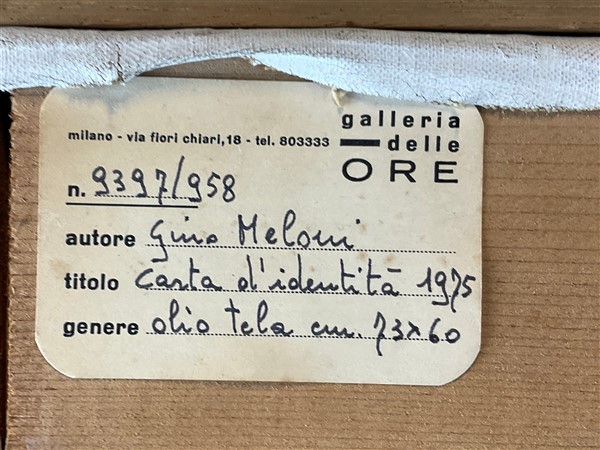 galleria
delle
ORE
milano - via fiori chiari, 18 - tel. 803333
n. 9397/958
autore Gino Meloni
titolo Carta d'identità 1975
genere olio tela cm. 73x60